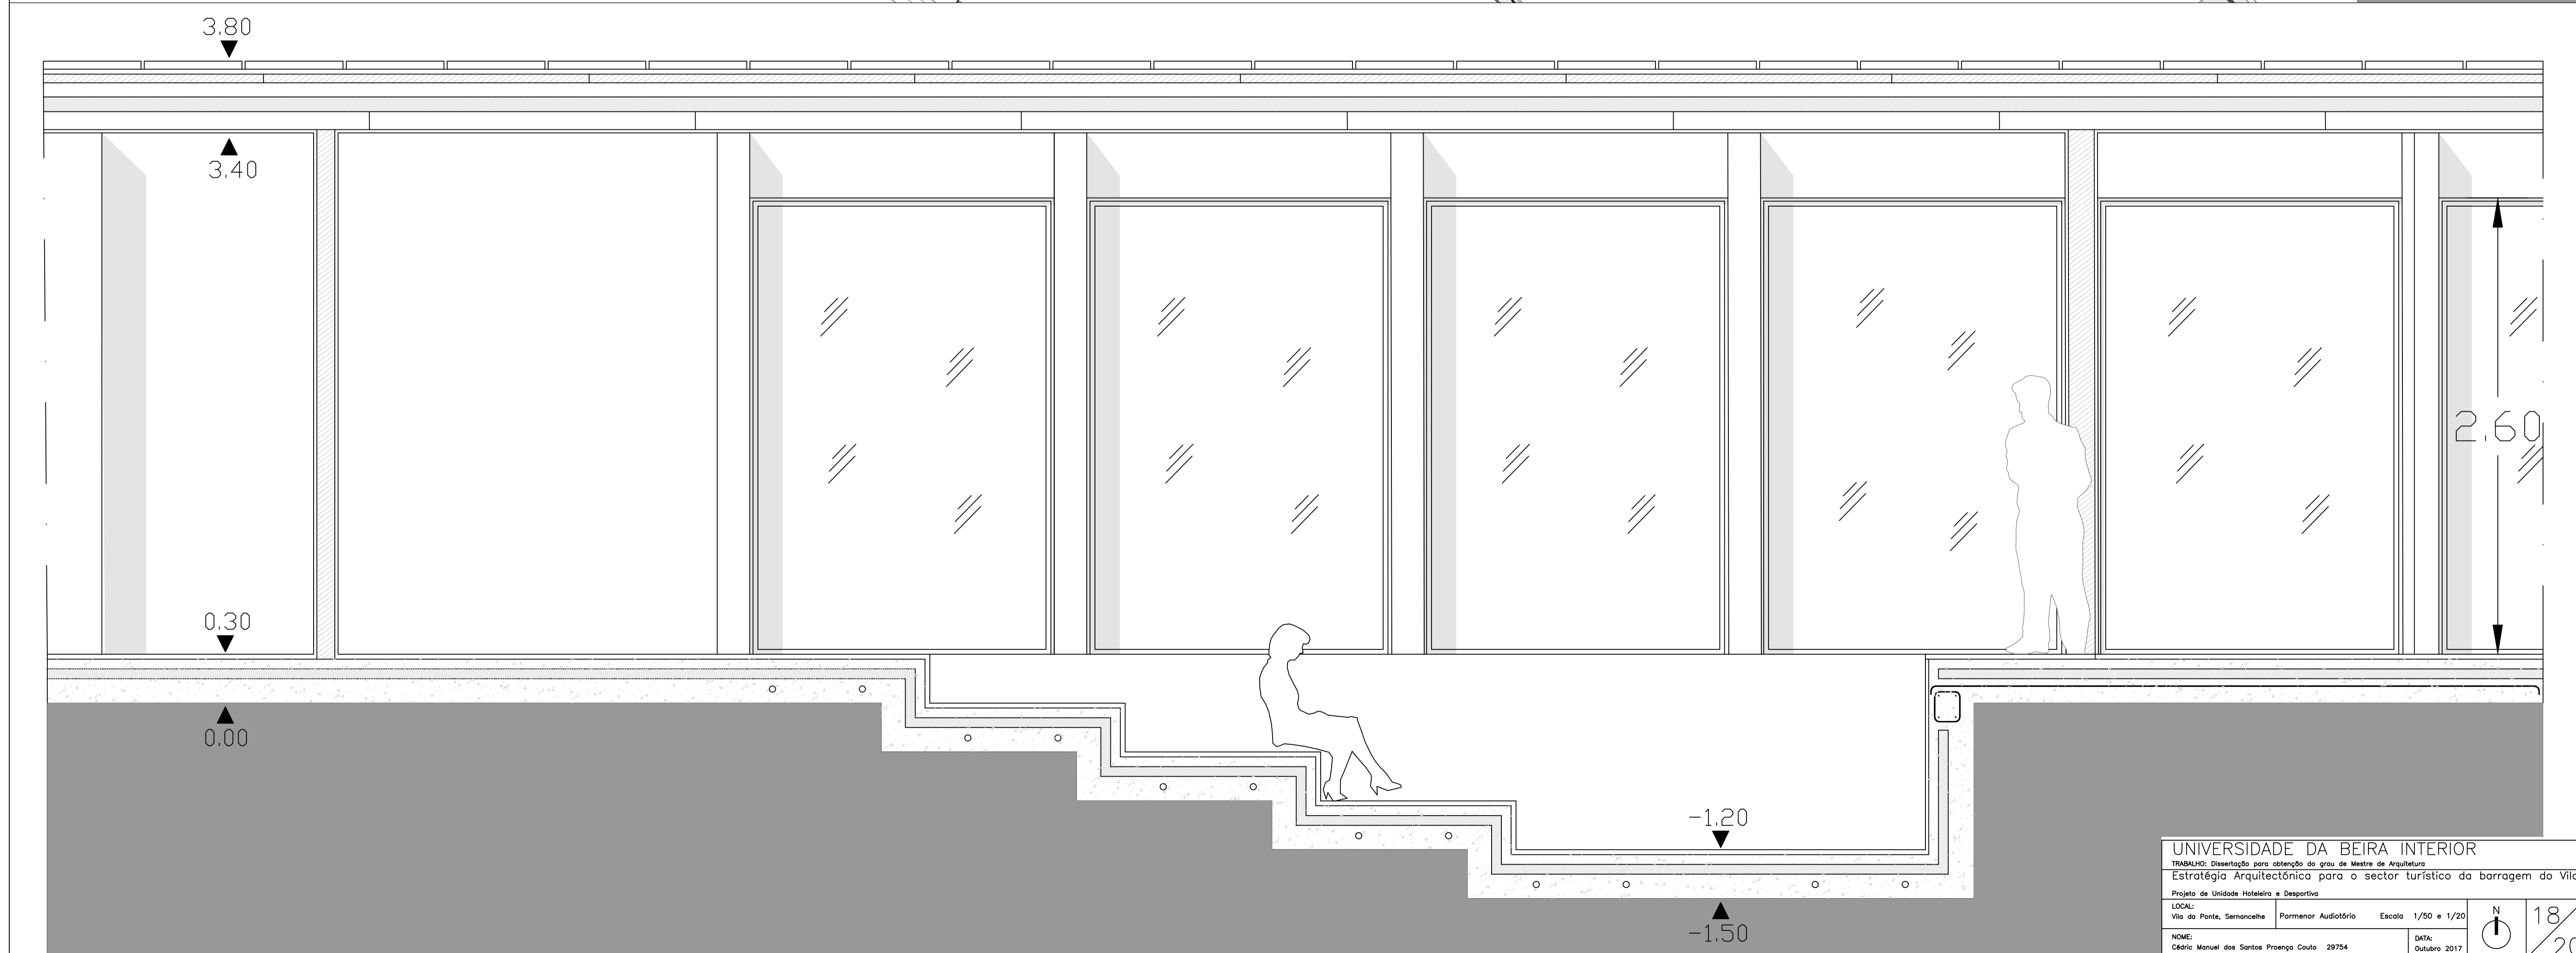 3.80
3.40
2.60
0.30
0.00
-1.20
-1.50
UNIVERSIDADE DA BEIRA INTERIOR
TRABALHO: Dissertação para obtenção do grau de Mestre de Arquitetura
Estratégia Arquitectónica para o sector turístico da barragem do Vila
Projeto de Unidade Hoteleira e Desportiva
LOCAL:
Vila da Ponte, Sernancelhe
Pormenor Audiotório Escala 1/50 e 1/20
N
18/
20
NOME:
Cédric Manuel dos Santos Proença Couto 29754
DATA:
Outubro 2017